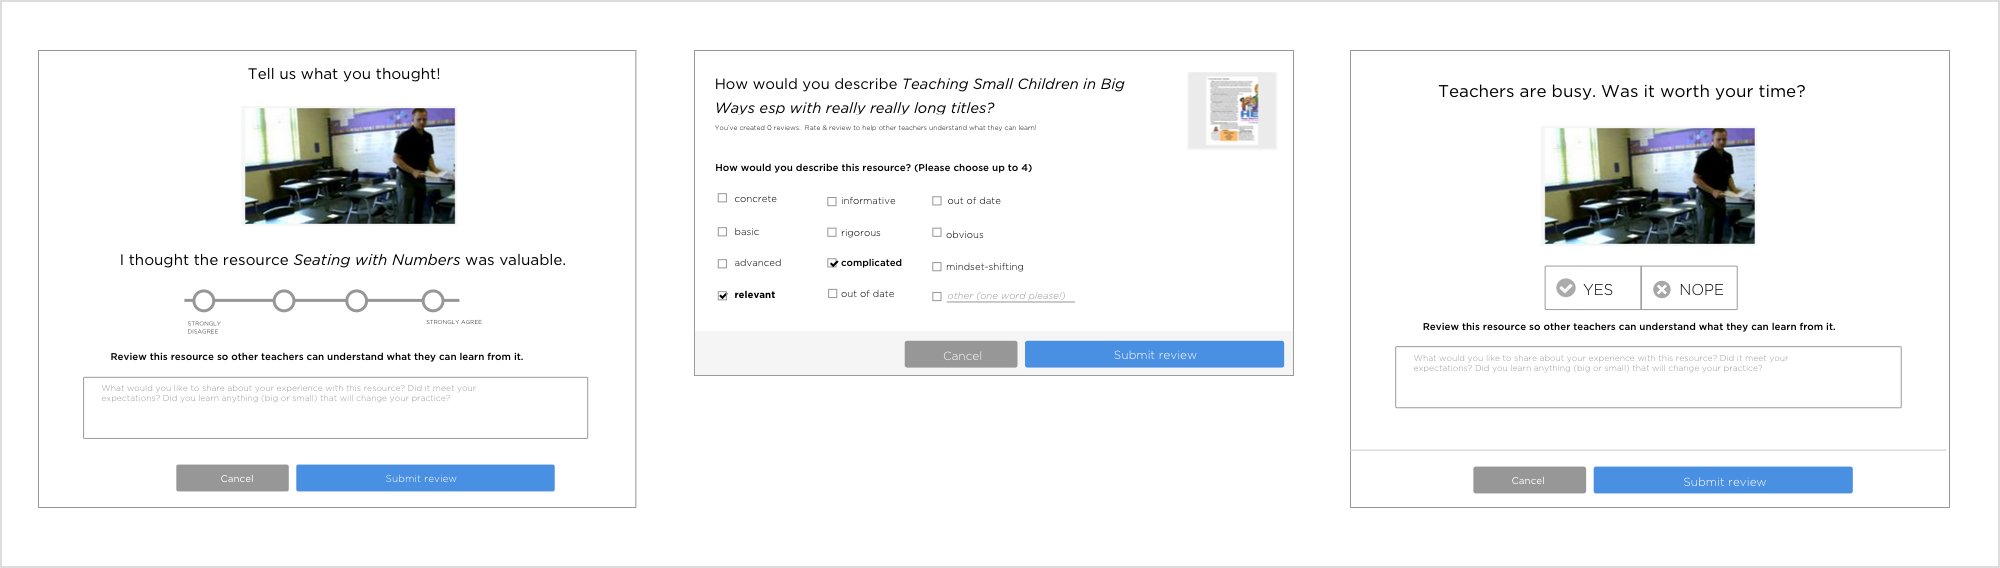 Tell us what you thought!
I thought the resource Seating with Numbers was valuable.
STRONGLY
DISAGREE
STRONGLY AGREE
Review this resource so other teachers can understand what they can learn from it.
What would you like to share about your experience with this resource? Did it meet your
expectations? Did you learn anything (big or small) that will change your practice?
Cancel
Submit review
How would you describe Teaching Small Children in Big
Ways esp with really really long titles?
You've created 0 reviews. Rate & review to help other teachers understand what they can learn!
How would you describe this resource? (Please choose up to 4)
concrete
informative
out of date
basic
rigorous
obvious
advanced
complicated
mindset-shifting
relevant
out of date
other (one word please!)
Cancel
Submit review
Teachers are busy. Was it worth your time?
YES
NOPE
Review this resource so other teachers can understand what they can learn from it.
What would you like to share about your experience with this resource? Did it meet your
expectations? Did you learn anything (big or small) that will change your practice?
Cancel
Submit review